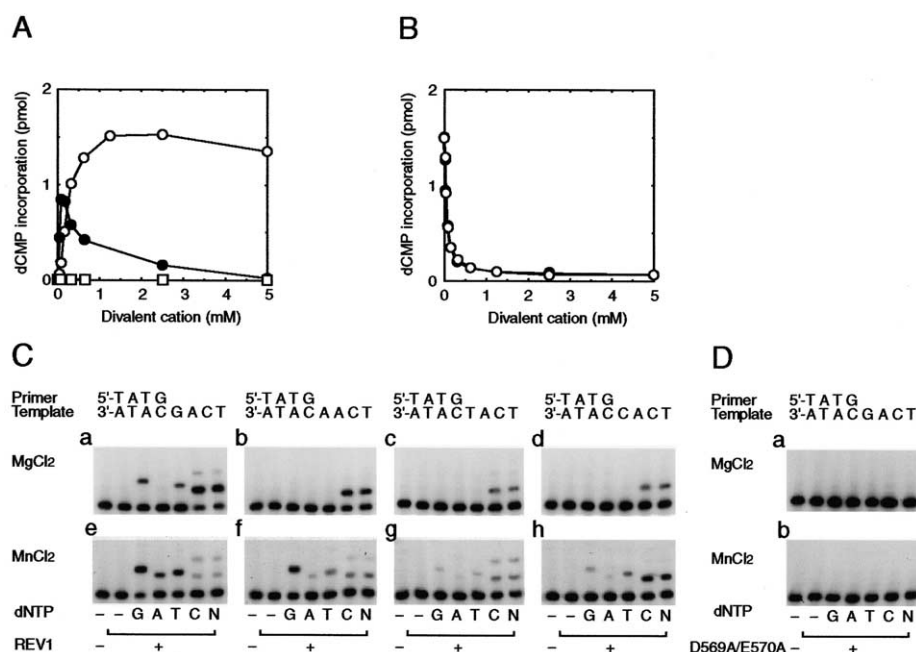 A
B
2
1
0
dCMP incorporation (pmol)
0 1 2 3 4 5
Divalent cation (mM)
2
1
0
dCMP incorporation (pmol)
0 1 2 3 4 5
Divalent cation (mM)
C
D
Primer 5'-T A T G 5'-T A T G 5'-T A T G 5'-T A T G Primer 5'-T A T G
Template 3'-A T A C G A C T 3'-A T A C A A C T 3'-A T A C T A C T 3'-A T A C C A C T Template 3'-A T A C G A C T
a b c d a
MgCl2 MgCl2
e f g h b
MnCl2 MnCl2
dNTP – – G A T C N – – G A T C N – – G A T C N – – G A T C N dNTP – – G A T C N
REV1 – + – + – + – + D569A/E570A – +